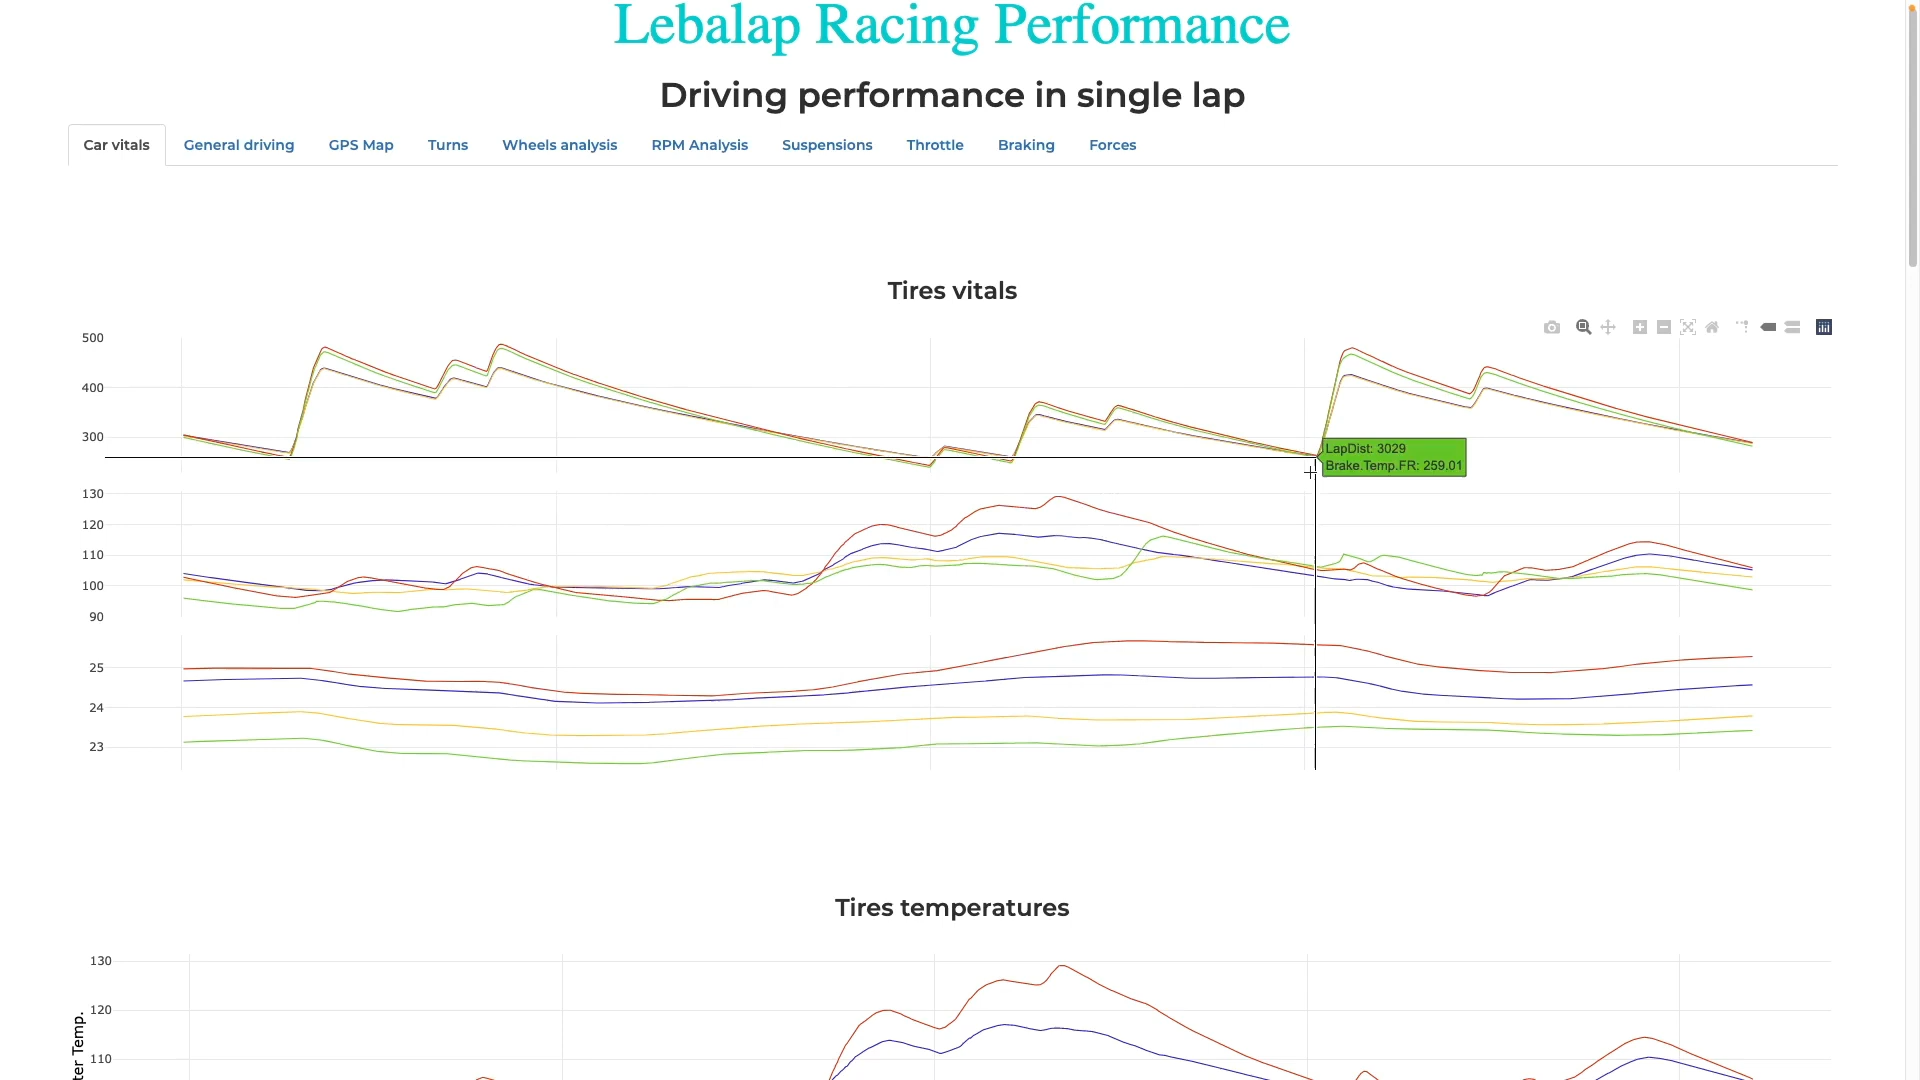 Lebalap Racing Performance
Driving performance in single lap
Car vitals General driving GPS Map Turns Wheels analysis RPM Analysis Suspensions Throttle Braking Forces
Tires vitals
500
400
300
LapDist: 3029
Brake.Temp.FR: 259.01
130
120
110
100
90
25
24
23
Tires temperatures
130
120
110
ter Temp.